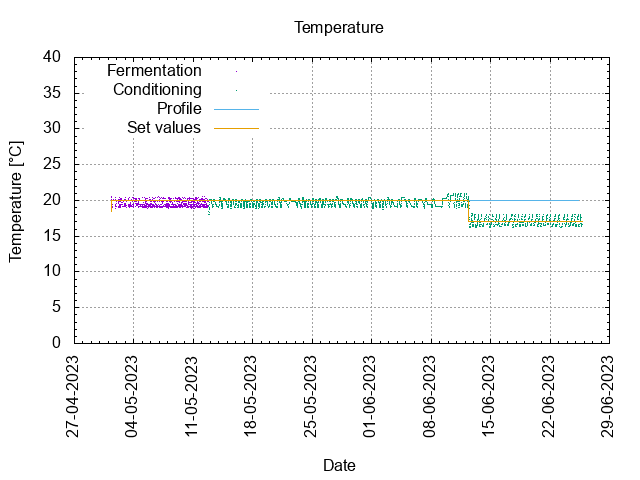 Temperature
40
35
30
25
20
15
10
5
0
Temperature [°C]
Fermentation
Conditioning
Profile
Set values
27-04-2023
04-05-2023
11-05-2023
18-05-2023
25-05-2023
01-06-2023
08-06-2023
15-06-2023
22-06-2023
29-06-2023
Date